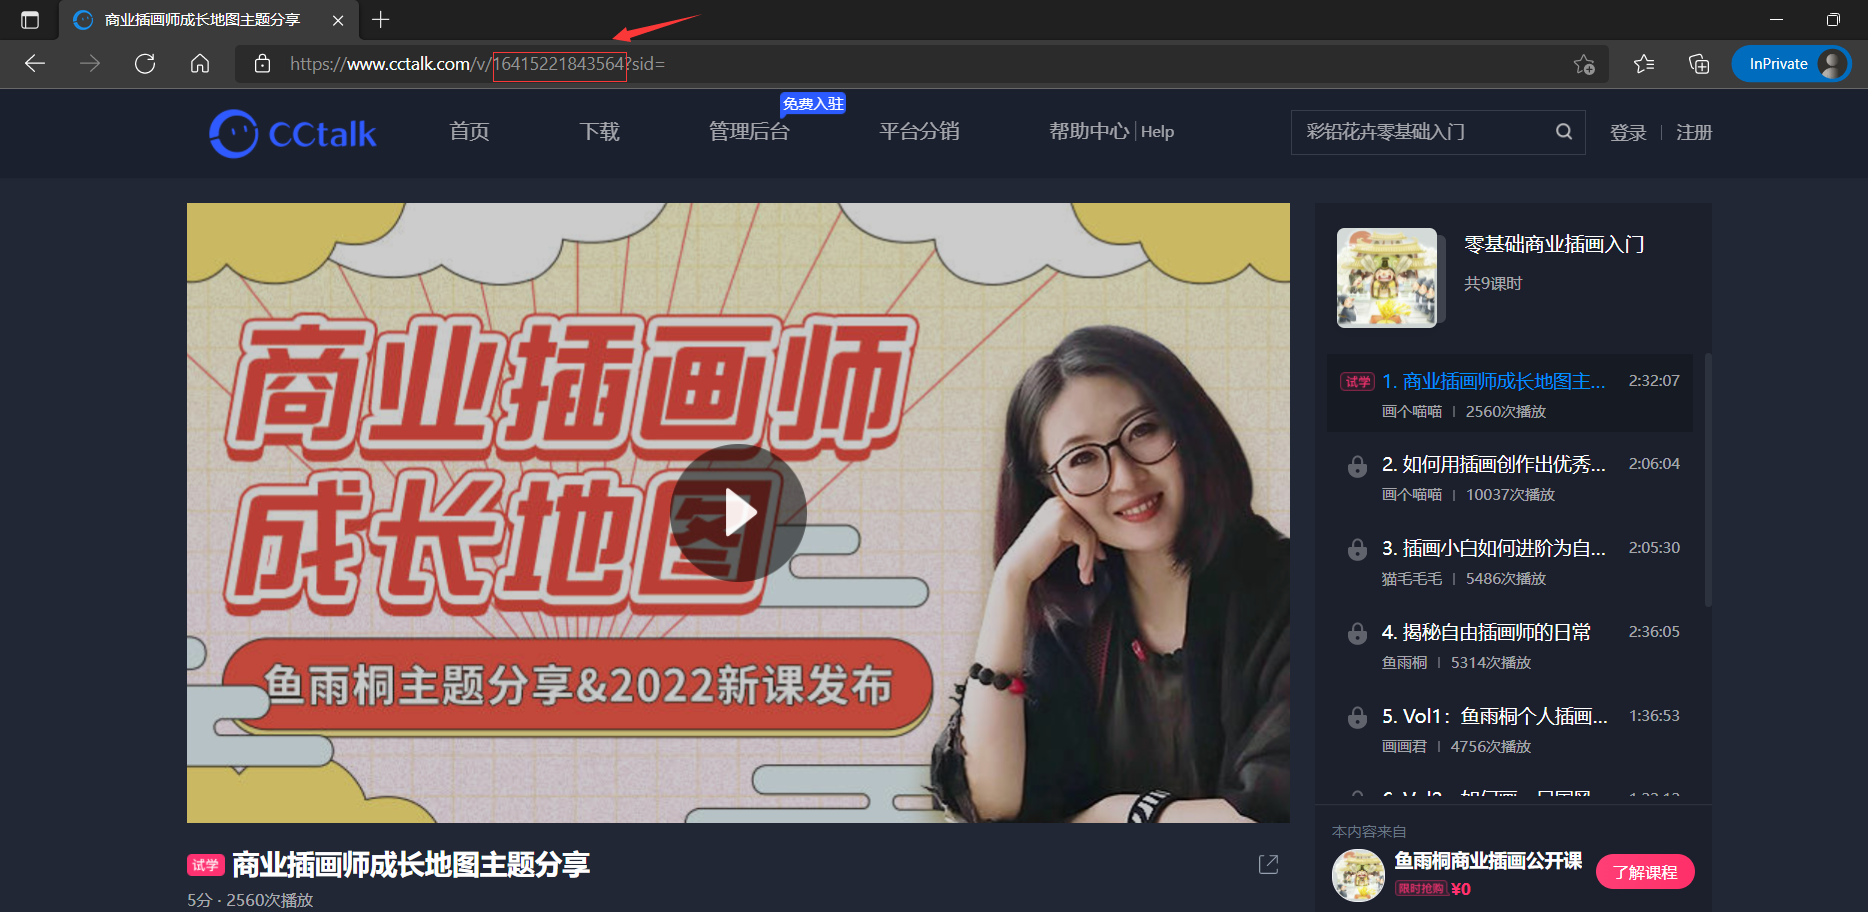 商业插画师成长地图主题分享
https://www.cctalk.com/v/16415221843564?sid=
InPrivate
CCtalk
首页
下载
管理后台
免费入驻
平台分销
帮助中心
Help
彩铅花卉零基础入门
登录
注册
商业插画师
成长地图
鱼雨桐主题分享&2022新课发布
试学 商业插画师成长地图主题分享
5分 · 2560次播放
零基础商业插画入门
共9课时
试学 1. 商业插画师成长地图主... 2:32:07
画个喵喵 | 2560次播放
2. 如何用插画创作出优秀... 2:06:04
画个喵喵 | 10037次播放
3. 插画小白如何进阶为自... 2:05:30
猫毛毛毛 | 5486次播放
4. 揭秘自由插画师的日常 2:36:05
鱼雨桐 | 5314次播放
5. Vol1：鱼雨桐个人插画... 1:36:53
画画君 | 4756次播放
本内容来自
鱼雨桐商业插画公开课
限时抢购 ¥0
了解课程